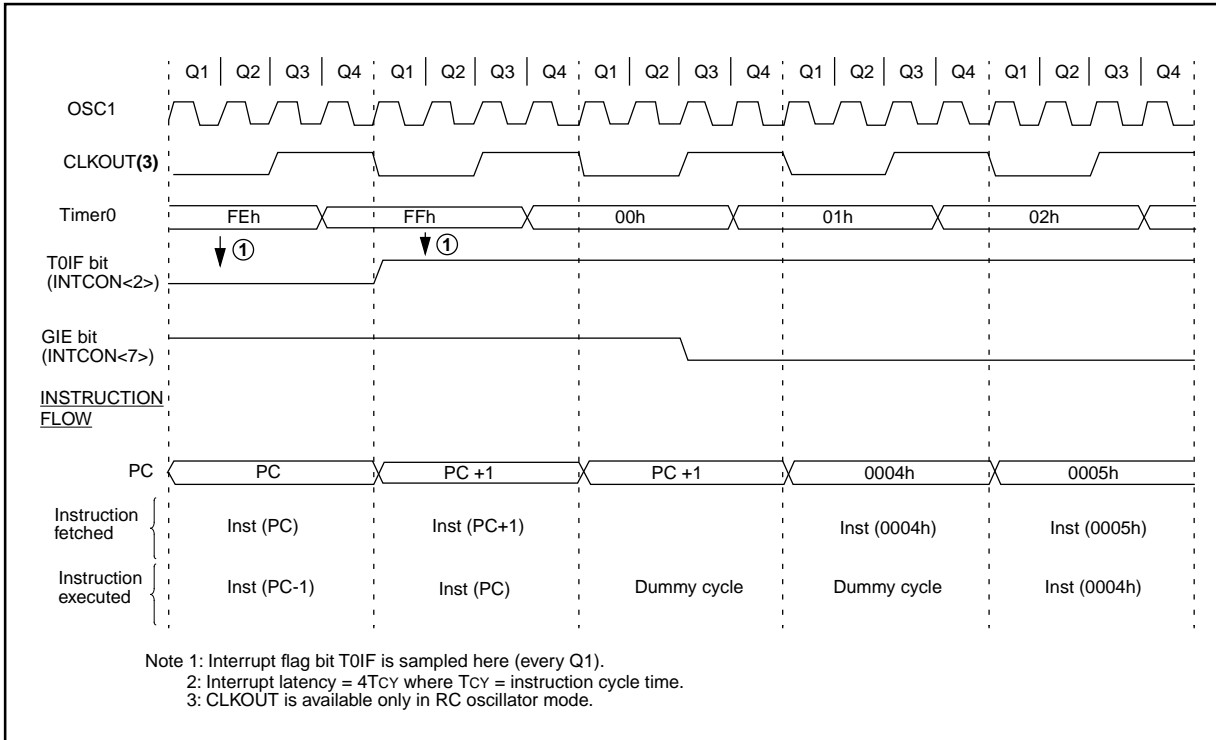 Q1 Q2 Q3 Q4 Q1 Q2 Q3 Q4 Q1 Q2 Q3 Q4 Q1 Q2 Q3 Q4 Q1 Q2 Q3 Q4
OSC1
CLKOUT(3)
Timer0 FEh FFh 00h 01h 02h
1 1
T0IF bit
(INTCON<2>)
GIE bit
(INTCON<7>)
INSTRUCTION
FLOW
PC PC PC +1 PC +1 0004h 0005h
Instruction
fetched
Inst (PC) Inst (PC+1) Inst (0004h) Inst (0005h)
Instruction
executed
Inst (PC-1) Inst (PC) Dummy cycle Dummy cycle Inst (0004h)
Note 1: Interrupt flag bit T0IF is sampled here (every Q1).
2: Interrupt latency = 4TCY where TCY = instruction cycle time.
3: CLKOUT is available only in RC oscillator mode.